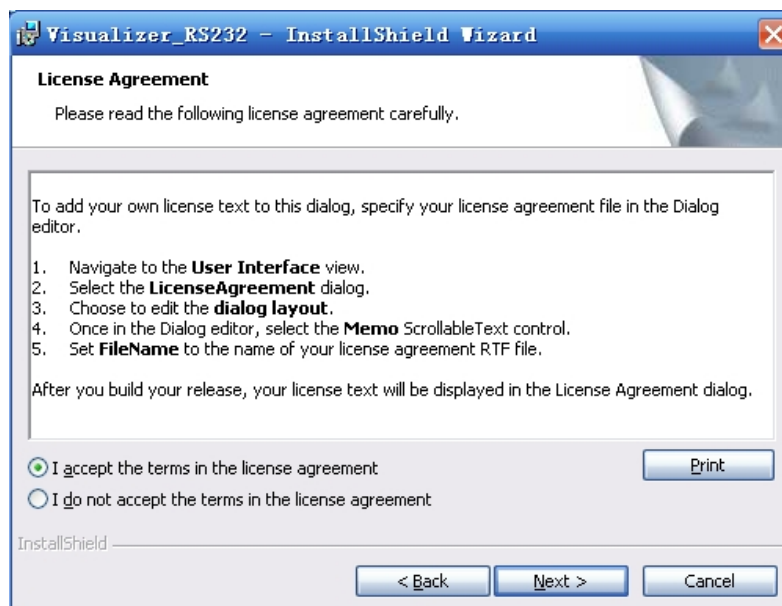 Visualizer_RS232 - InstallShield Wizard
License Agreement
Please read the following license agreement carefully.
To add your own license text to this dialog, specify your license agreement file in the Dialog
editor.
1. Navigate to the User Interface view.
2. Select the LicenseAgreement dialog.
3. Choose to edit the dialog layout.
4. Once in the Dialog editor, select the Memo ScrollableText control.
5. Set FileName to the name of your license agreement RTF file.
After you build your release, your license text will be displayed in the License Agreement dialog.
I accept the terms in the license agreement
Print
I do not accept the terms in the license agreement
InstallShield
< Back Next > Cancel